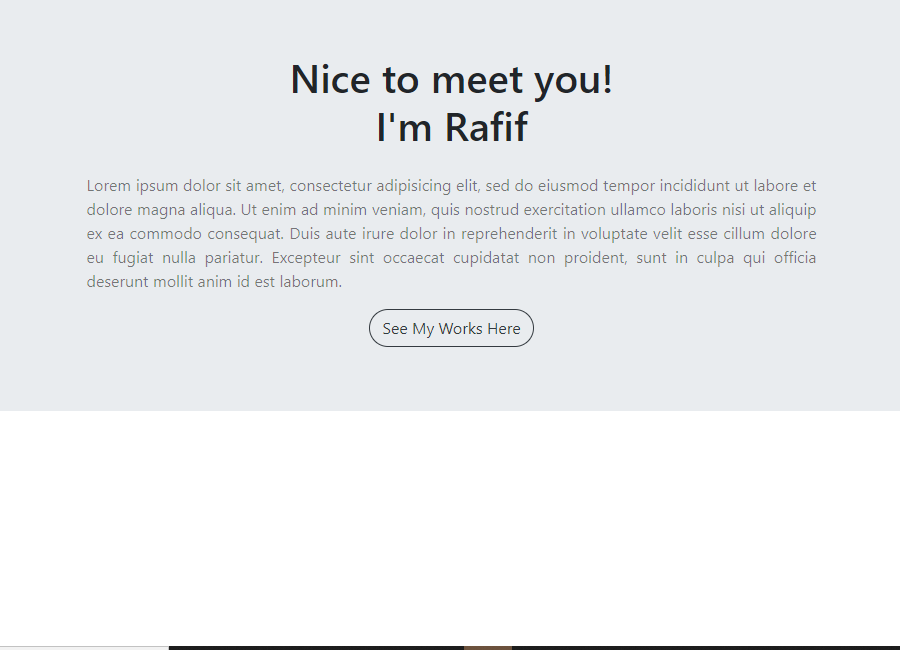 Nice to meet you!
I'm Rafif
Lorem ipsum dolor sit amet, consectetur adipisicing elit, sed do eiusmod tempor incididunt ut labore et
dolore magna aliqua. Ut enim ad minim veniam, quis nostrud exercitation ullamco laboris nisi ut aliquip
ex ea commodo consequat. Duis aute irure dolor in reprehenderit in voluptate velit esse cillum dolore
eu fugiat nulla pariatur. Excepteur sint occaecat cupidatat non proident, sunt in culpa qui officia
deserunt mollit anim id est laborum.
See My Works Here